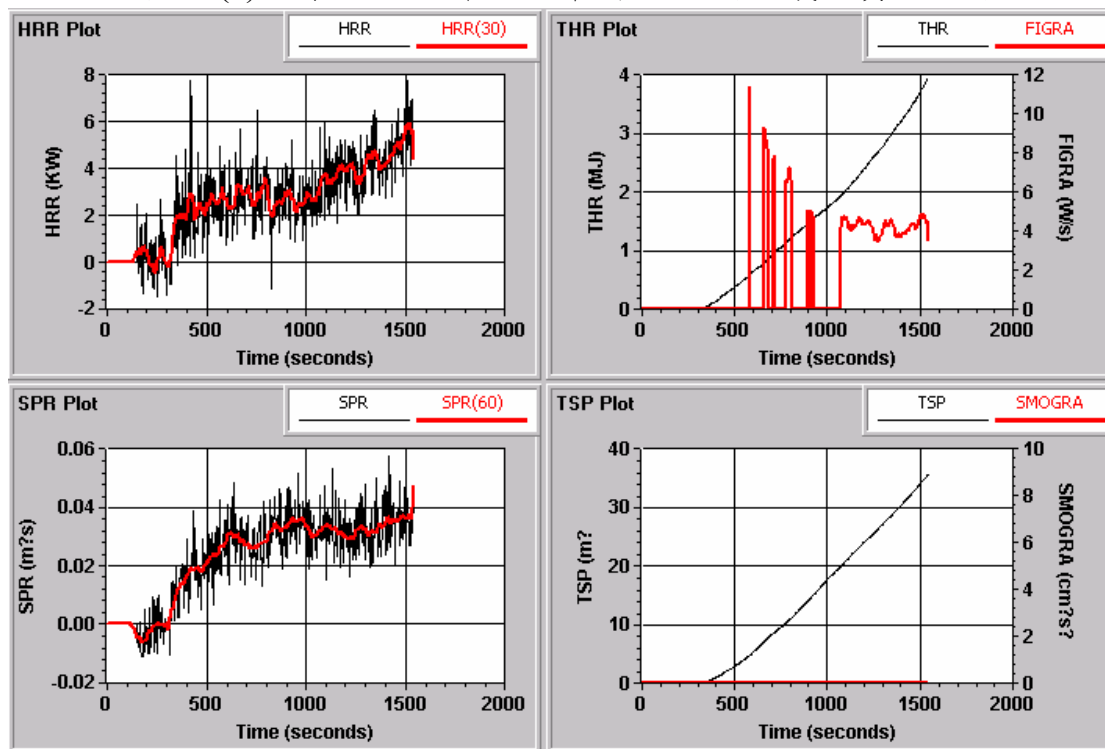 HRR Plot
HRR HRR(30)
8
6
4
2
0
-2
HRR (KW)
0 500 1000 1500 2000
Time (seconds)
THR Plot
THR FIGRA
4
3
2
1
0
THR (MJ)
12
10
8
6
4
2
0
FIGRA (W/s)
0 500 1000 1500 2000
Time (seconds)
SPR Plot
SPR SPR(60)
0.06
0.04
0.02
0.00
-0.02
SPR (m?s)
0 500 1000 1500 2000
Time (seconds)
TSP Plot
TSP SMOGRA
40
30
20
10
0
TSP (m?
10
8
6
4
2
0
SMOGRA (cm?s?
0 500 1000 1500 2000
Time (seconds)